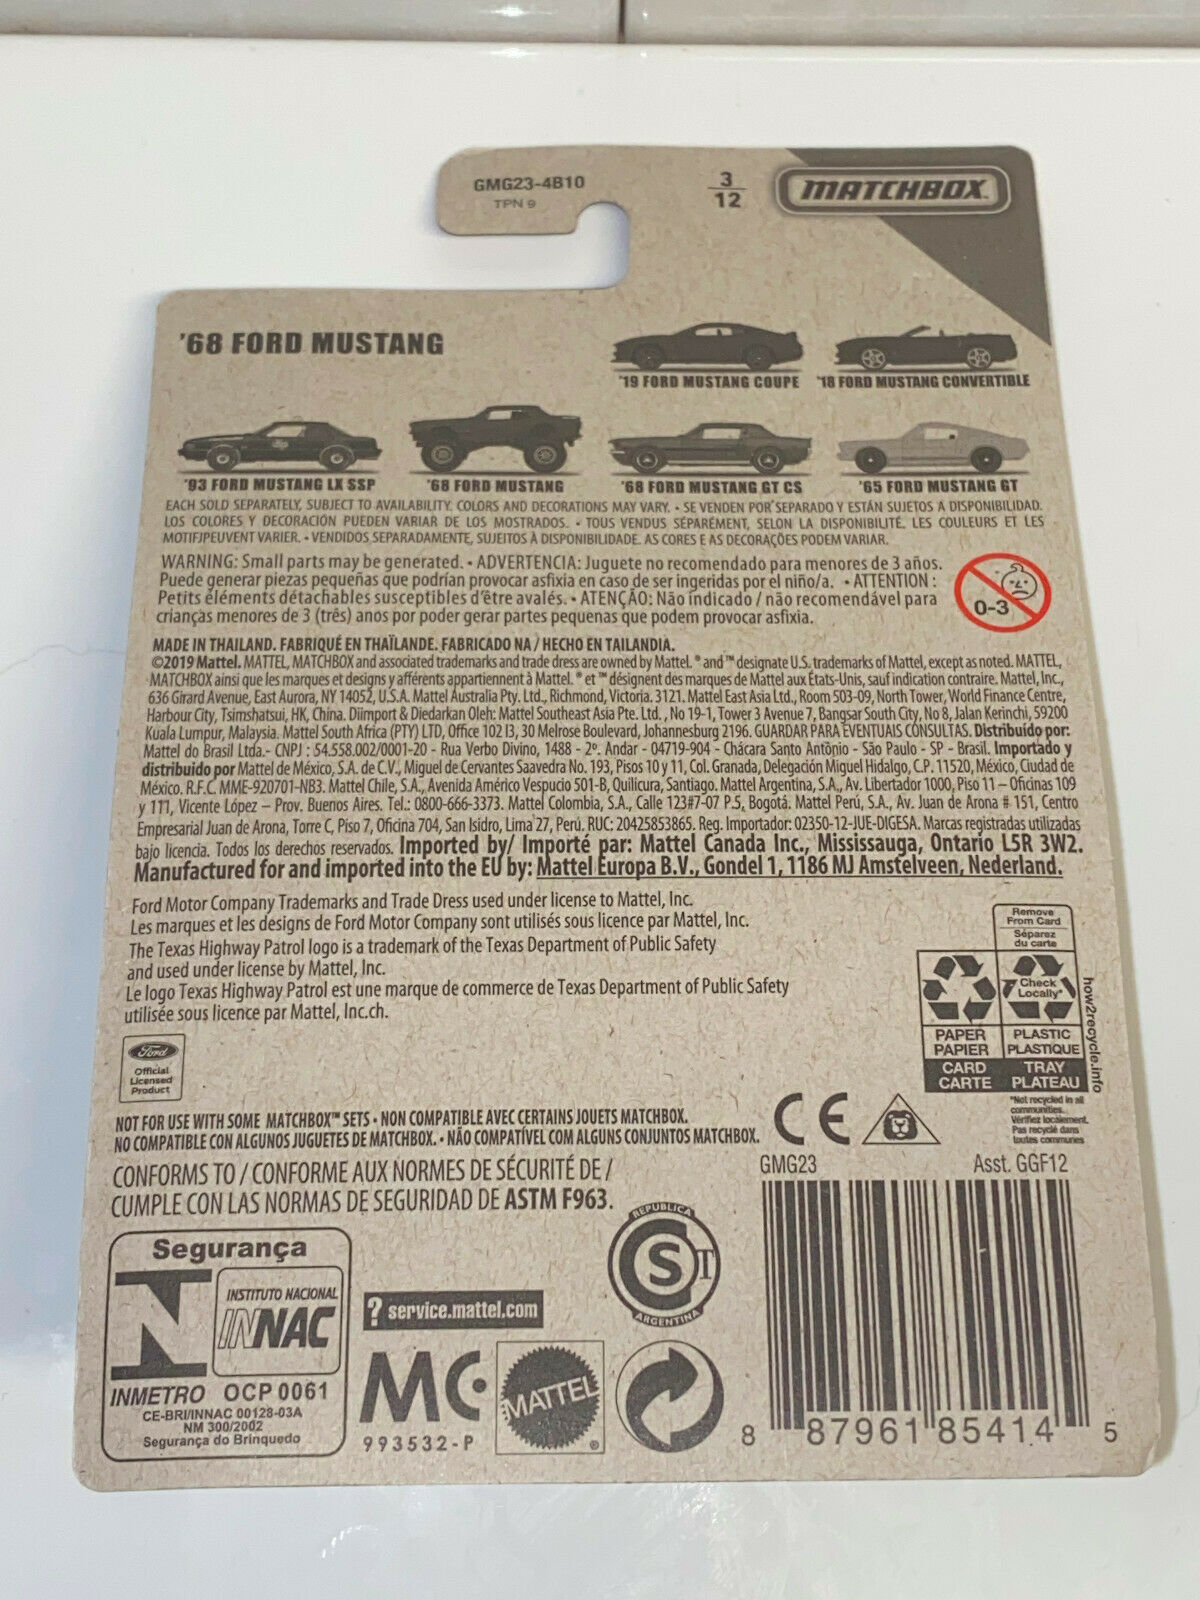 GMG23-4B10
TPN 9
3
12
MATCHBOX™
'68 FORD MUSTANG
'19 FORD MUSTANG COUPE
'18 FORD MUSTANG CONVERTIBLE
'93 FORD MUSTANG LX SSP
'68 FORD MUSTANG
'68 FORD MUSTANG GT CS
'65 FORD MUSTANG GT
EACH SOLD SEPARATELY, SUBJECT TO AVAILABILITY. COLORS AND DECORATIONS MAY VARY. • SE VENDEN POR SEPARADO Y ESTÁN SUJETOS A DISPONIBILIDAD.
LOS COLORES Y DECORACIÓN PUEDEN VARIAR DE LOS MOSTRADOS. • TOUS VENDUS SÉPARÉMENT, SELON LA DISPONIBILITÉ. LES COULEURS ET LES
MOTIFJPEUVENT VARIER. • VENDIDOS SEPARADAMENTE, SUJEITOS À DISPONIBILIDADE. AS CORES E AS DECORAÇÕES PODEM VARIAR.
WARNING: Small parts may be generated. • ADVERTENCIA: Juguete no recomendado para menores de 3 años.
Puede generar piezas pequeñas que podrían provocar asfixia en caso de ser ingeridas por el niño/a. • ATTENTION :
Petits éléments détachables susceptibles d'être avalés. • ATENÇÃO: Não indicado / não recomendável para
crianças menores de 3 (três) anos por poder gerar partes pequenas que podem provocar asfixia.
0-3
MADE IN THAILAND. FABRIQUÉ EN THAÏLANDE. FABRICADO NA / HECHO EN TAILANDIA.
©2019 Mattel. MATTEL, MATCHBOX and associated trademarks and trade dress are owned by Mattel. ® and ™ designate U.S. trademarks of Mattel, except as noted. MATTEL,
MATCHBOX ainsi que les marques et designs y afférents appartiennent à Mattel. ® et ™ désignent des marques de Mattel aux États-Unis, sauf indication contraire. Mattel, Inc.,
636 Girard Avenue, East Aurora, NY 14052, U.S.A. Mattel Australia Pty. Ltd., Richmond, Victoria. 3121. Mattel East Asia Ltd., Room 503-09, North Tower, World Finance Centre,
Harbour City, Tsimshatsui, HK, China. Diimport & Diedarkan Oleh: Mattel Southeast Asia Pte. Ltd. , No 19-1, Tower 3 Avenue 7, Bangsar South City, No 8, Jalan Kerinchi, 59200
Kuala Lumpur, Malaysia. Mattel South Africa (PTY) LTD, Office 102 I3, 30 Melrose Boulevard, Johannesburg 2196. GUARDAR PARA EVENTUAIS CONSULTAS. Distribuido por:
Mattel do Brasil Ltda.- CNPJ : 54.558.002/0001-20 - Rua Verbo Divino, 1488 - 2º. Andar - 04719-904 - Chácara Santo Antônio - São Paulo - SP - Brasil. Importado y
distribuido por Mattel de México, S.A. de C.V., Miguel de Cervantes Saavedra No. 193, Pisos 10 y 11, Col. Granada, Delegación Miguel Hidalgo, C.P. 11520, México, Ciudad de
México. R.F.C. MME-920701-NB3. Mattel Chile, S.A., Avenida Américo Vespucio 501-B, Quilicura, Santiago. Mattel Argentina, S.A., Av. Libertador 1000, Piso 11 – Oficinas 109
y 111, Vicente López – Prov. Buenos Aires. Tel.: 0800-666-3373. Mattel Colombia, S.A., Calle 123#7-07 P.5, Bogotá. Mattel Perú, S.A., Av. Juan de Arona # 151, Centro
Empresarial Juan de Arona, Torre C, Piso 7, Oficina 704, San Isidro, Lima 27, Perú. RUC: 20425853865. Reg. Importador: 02350-12-JUE-DIGESA. Marcas registradas utilizadas
bajo licencia. Todos los derechos reservados. Imported by/ Importé par: Mattel Canada Inc., Mississauga, Ontario L5R 3W2.
Manufactured for and imported into the EU by: Mattel Europa B.V., Gondel 1, 1186 MJ Amstelveen, Nederland.
Ford Motor Company Trademarks and Trade Dress used under license to Mattel, Inc.
Les marques et les designs de Ford Motor Company sont utilisés sous licence par Mattel, Inc.
The Texas Highway Patrol logo is a trademark of the Texas Department of Public Safety
and used under license by Mattel, Inc.
Le logo Texas Highway Patrol est une marque de commerce de Texas Department of Public Safety
utilisée sous licence par Mattel, Inc.ch.
Ford
Official
Licensed
Product
Remove
From Card
Séparez
du carte
Check
Locally*
PAPER
PAPIER
PLASTIC
PLASTIQUE
CARD
CARTE
TRAY
PLATEAU
how2recycle.info
*Not recycled in all
communities.
Vérifiez localement.
Pas recyclé dans
toutes communes
NOT FOR USE WITH SOME MATCHBOX™ SETS • NON COMPATIBLE AVEC CERTAINS JOUETS MATCHBOX.
NO COMPATIBLE CON ALGUNOS JUGUETES DE MATCHBOX. • NÃO COMPATÍVEL COM ALGUNS CONJUNTOS MATCHBOX.
CE
CONFORMS TO / CONFORME AUX NORMES DE SÉCURITÉ DE /
CUMPLE CON LAS NORMAS DE SEGURIDAD DE ASTM F963.
GMG23
Asst. GGF12
Segurança
INSTITUTO NACIONAL
INNAC
INMETRO OCP 0061
CE-BRI/INNAC 00128-03A
NM 300/2002
Segurança do Brinquedo
? service.mattel.com
MC
993532-P
MATTEL
®
REPUBLICA
S T
ARGENTINA
8 87961 85414 5